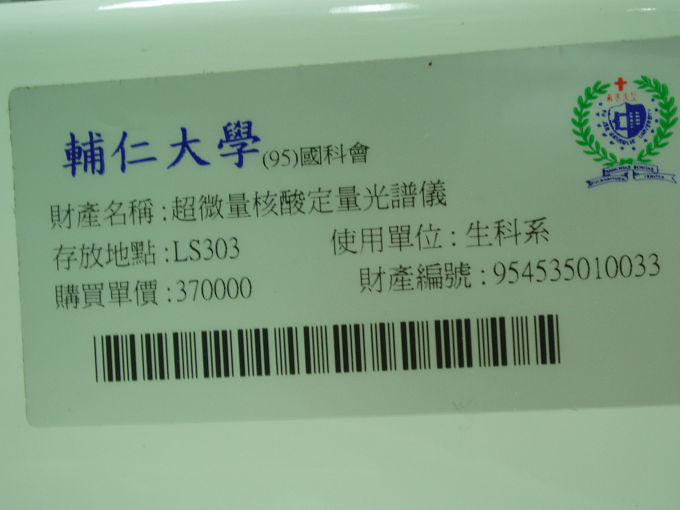 輔仁大學(95)國科會
財產名稱:超微量核酸定量光譜儀
存放地點:LS303 使用單位:生科系
購買單價:370000 財產編號:954535010033